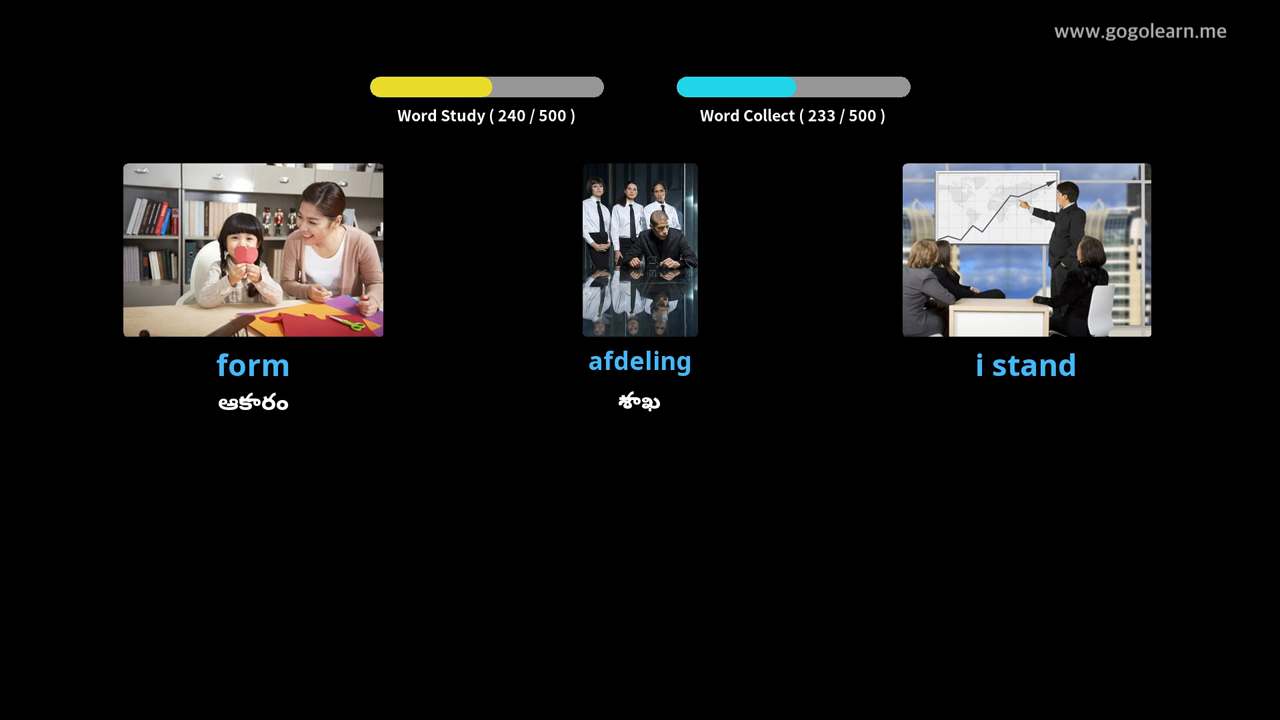 www.gogolearn.me
Word Study ( 240 / 500 )
Word Collect ( 233 / 500 )
form
afdeling
i stand
ఆకారం
శాఖ